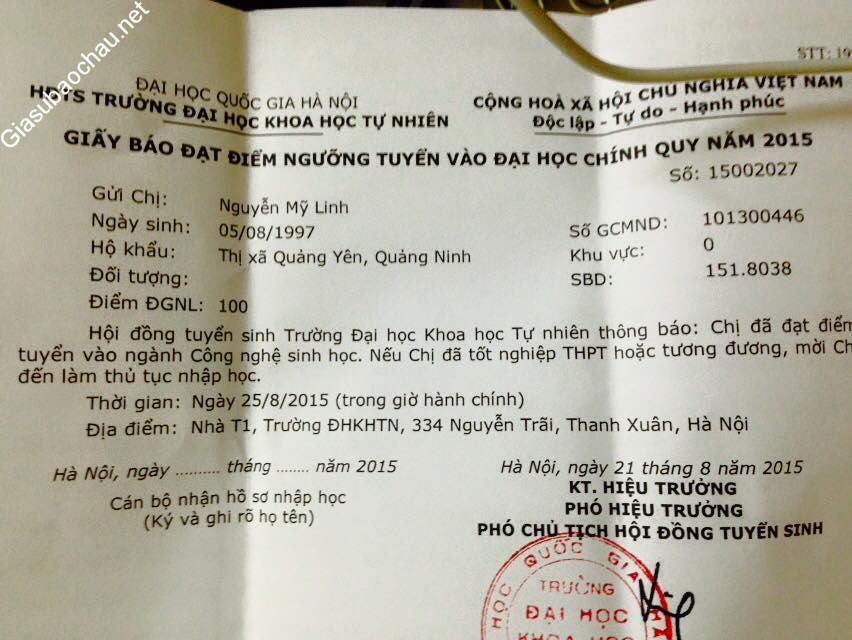 Giasubaochau.net
STT: 19
ĐẠI HỌC QUỐC GIA HÀ NỘI
HĐTS TRƯỜNG ĐẠI HỌC KHOA HỌC TỰ NHIÊN
CỘNG HOÀ XÃ HỘI CHỦ NGHĨA VIỆT NAM
Độc lập - Tự do - Hạnh phúc
GIẤY BÁO ĐẠT ĐIỂM NGƯỠNG TUYỂN VÀO ĐẠI HỌC CHÍNH QUY NĂM 2015
Số: 15002027
Gửi Chị: Nguyễn Mỹ Linh
Ngày sinh: 05/08/1997
Số GCMND: 101300446
Hộ khẩu: Thị xã Quảng Yên, Quảng Ninh
Khu vực: 0
Đối tượng:
SBD: 151.8038
Điểm ĐGNL: 100
Hội đồng tuyển sinh Trường Đại học Khoa học Tự nhiên thông báo: Chị đã đạt điểm
tuyển vào ngành Công nghệ sinh học. Nếu Chị đã tốt nghiệp THPT hoặc tương đương, mời Ch
đến làm thủ tục nhập học.
Thời gian: Ngày 25/8/2015 (trong giờ hành chính)
Địa điểm: Nhà T1, Trường ĐHKHTN, 334 Nguyễn Trãi, Thanh Xuân, Hà Nội
Hà Nội, ngày .......... tháng ........ năm 2015
Cán bộ nhận hồ sơ nhập học
(Ký và ghi rõ họ tên)
Hà Nội, ngày 21 tháng 8 năm 2015
KT. HIỆU TRƯỞNG
PHÓ HIỆU TRƯỞNG
PHÓ CHỦ TỊCH HỘI ĐỒNG TUYỂN SINH
HỌC QUỐC GIA HÀ
TRƯỜNG
ĐẠI HỌC
KHOA HỌC